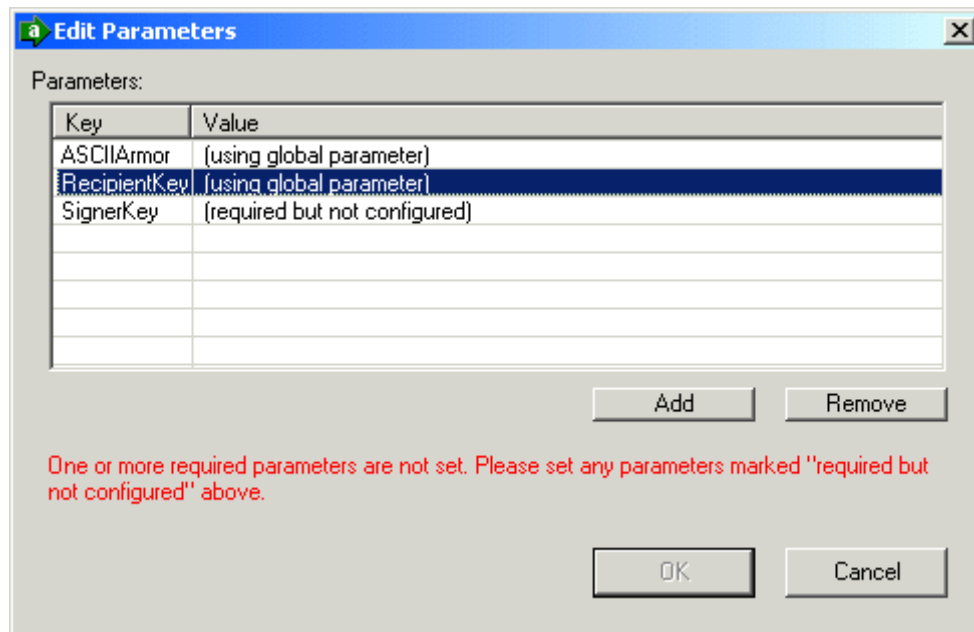 a Edit Parameters
Parameters:
Key Value
ASCIIArmor (using global parameter)
RecipientKey (using global parameter)
SignerKey (required but not configured)
Add Remove
One or more required parameters are not set. Please set any parameters marked "required but
not configured" above.
OK Cancel